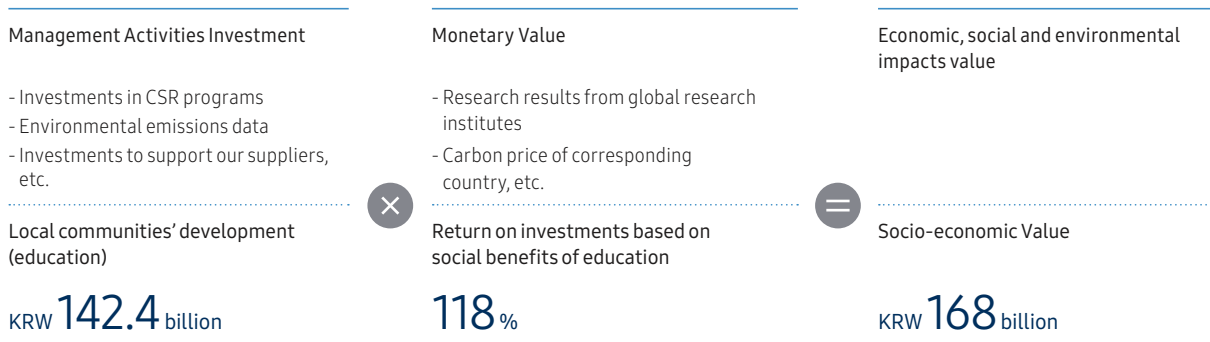 Management Activities Investment
- Investments in CSR programs
- Environmental emissions data
- Investments to support our suppliers,
etc.
Local communities' development
(education)
KRW 142.4 billion
×
Monetary Value
- Research results from global research
institutes
- Carbon price of corresponding
country, etc.
Return on investments based on
social benefits of education
118 %
=
Economic, social and environmental
impacts value
Socio-economic Value
KRW 168 billion